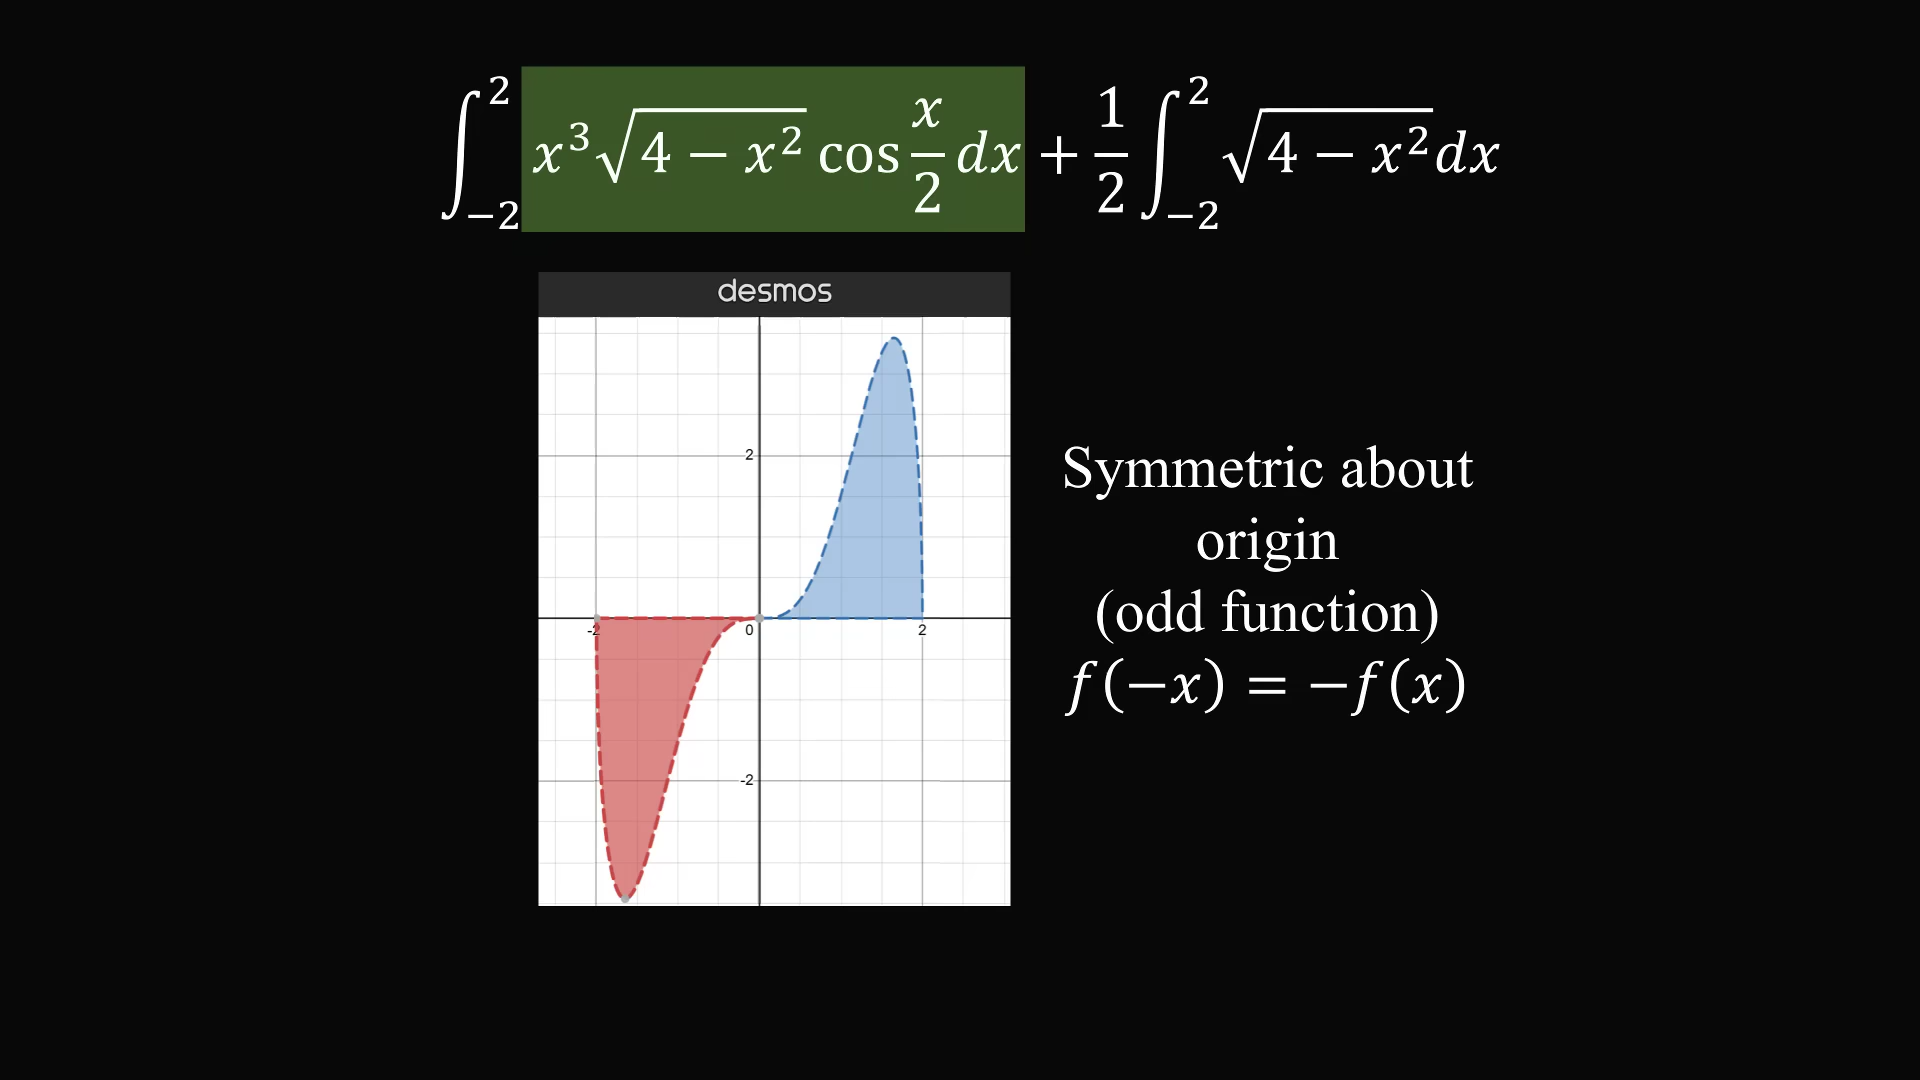 ∫_{-2}^{2} x³√(4 − x²) cos x/2 dx + 1/2 ∫_{-2}^{2} √(4 − x²) dx
desmos
2
-2
0
2
-2
Symmetric about
origin
(odd function)
f(−x) = −f(x)